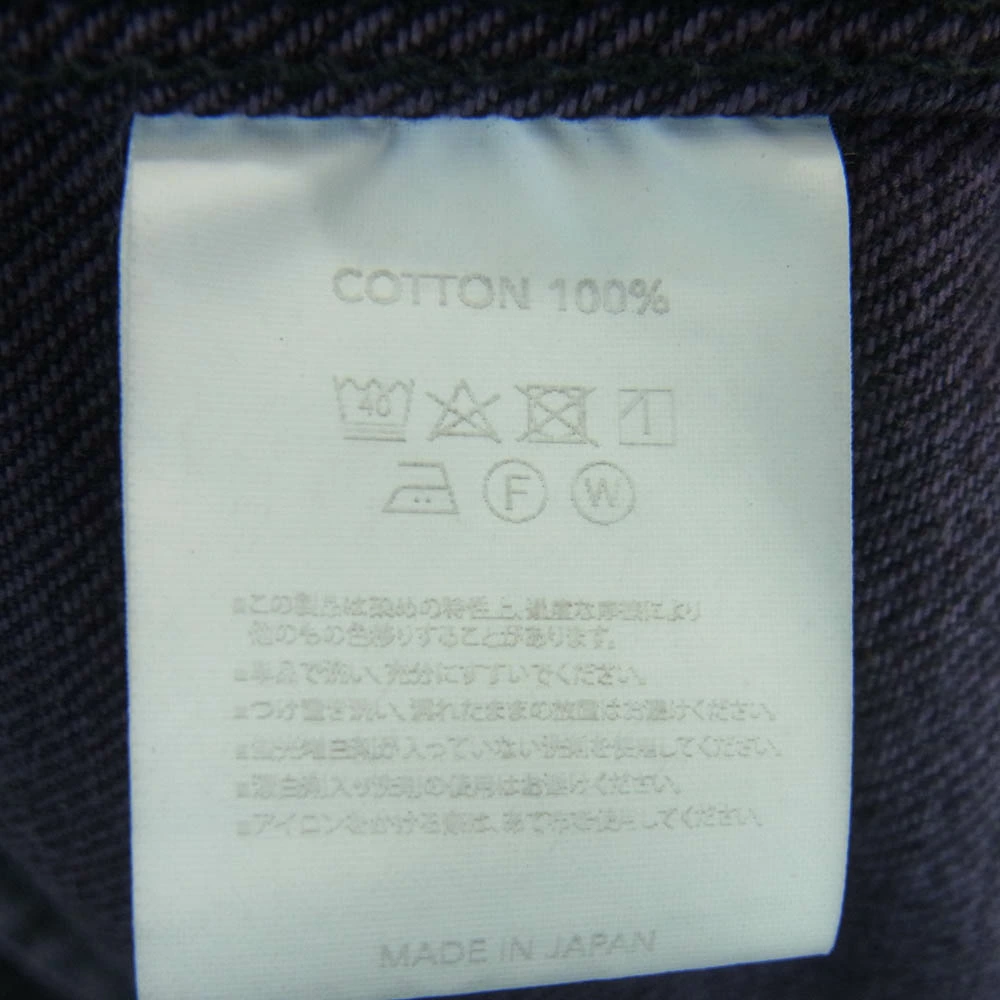 COTTON 100%
40
F W
■この製品は染めの特性上、過度な摩擦により
他のもの色移りすることがあります。
■単品で洗い、充分にすすいでください。
■つけ置き洗い、濡れたままの放置はお避けください。
■蛍光増白剤が入っていない洗剤を使用してください。
■漂白剤入り洗剤の使用はお避けください。
■アイロンをかける際は、あて布を使用してください。
MADE IN JAPAN